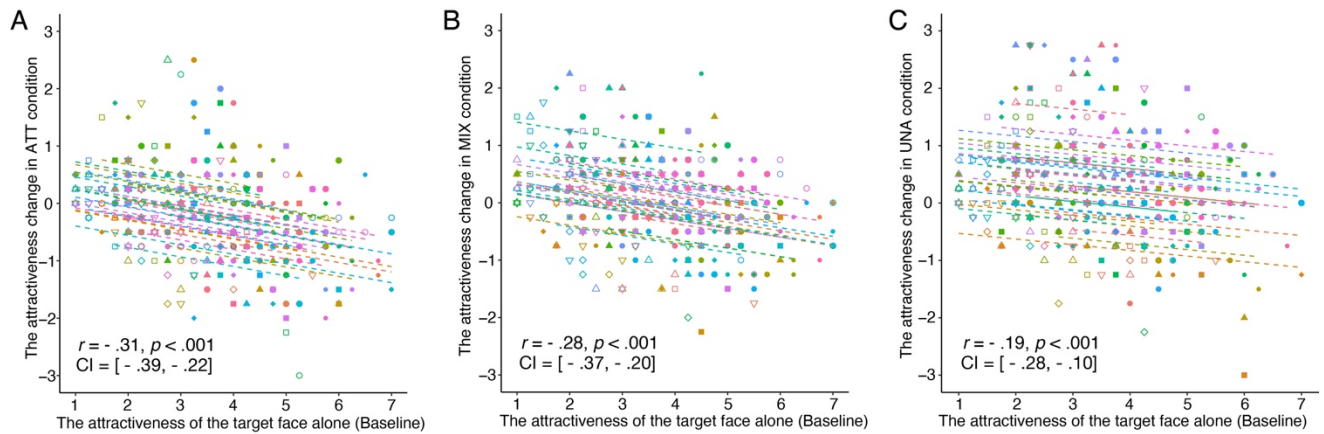 A
The attractiveness change in ATT condition
3
2
1
0
−1
−2
−3
r = - .31, p < .001
CI = [ - .39, - .22]
1 2 3 4 5 6 7
The attractiveness of the target face alone (Baseline)
B
The attractiveness change in MIX condition
3
2
1
0
−1
−2
−3
r = - .28, p < .001
CI = [ - .37, - .20]
1 2 3 4 5 6 7
The attractiveness of the target face alone (Baseline)
C
The attractiveness change in UNA condition
3
2
1
0
−1
−2
−3
r = - .19, p < .001
CI = [ - .28, - .10]
1 2 3 4 5 6 7
The attractiveness of the target face alone (Baseline)